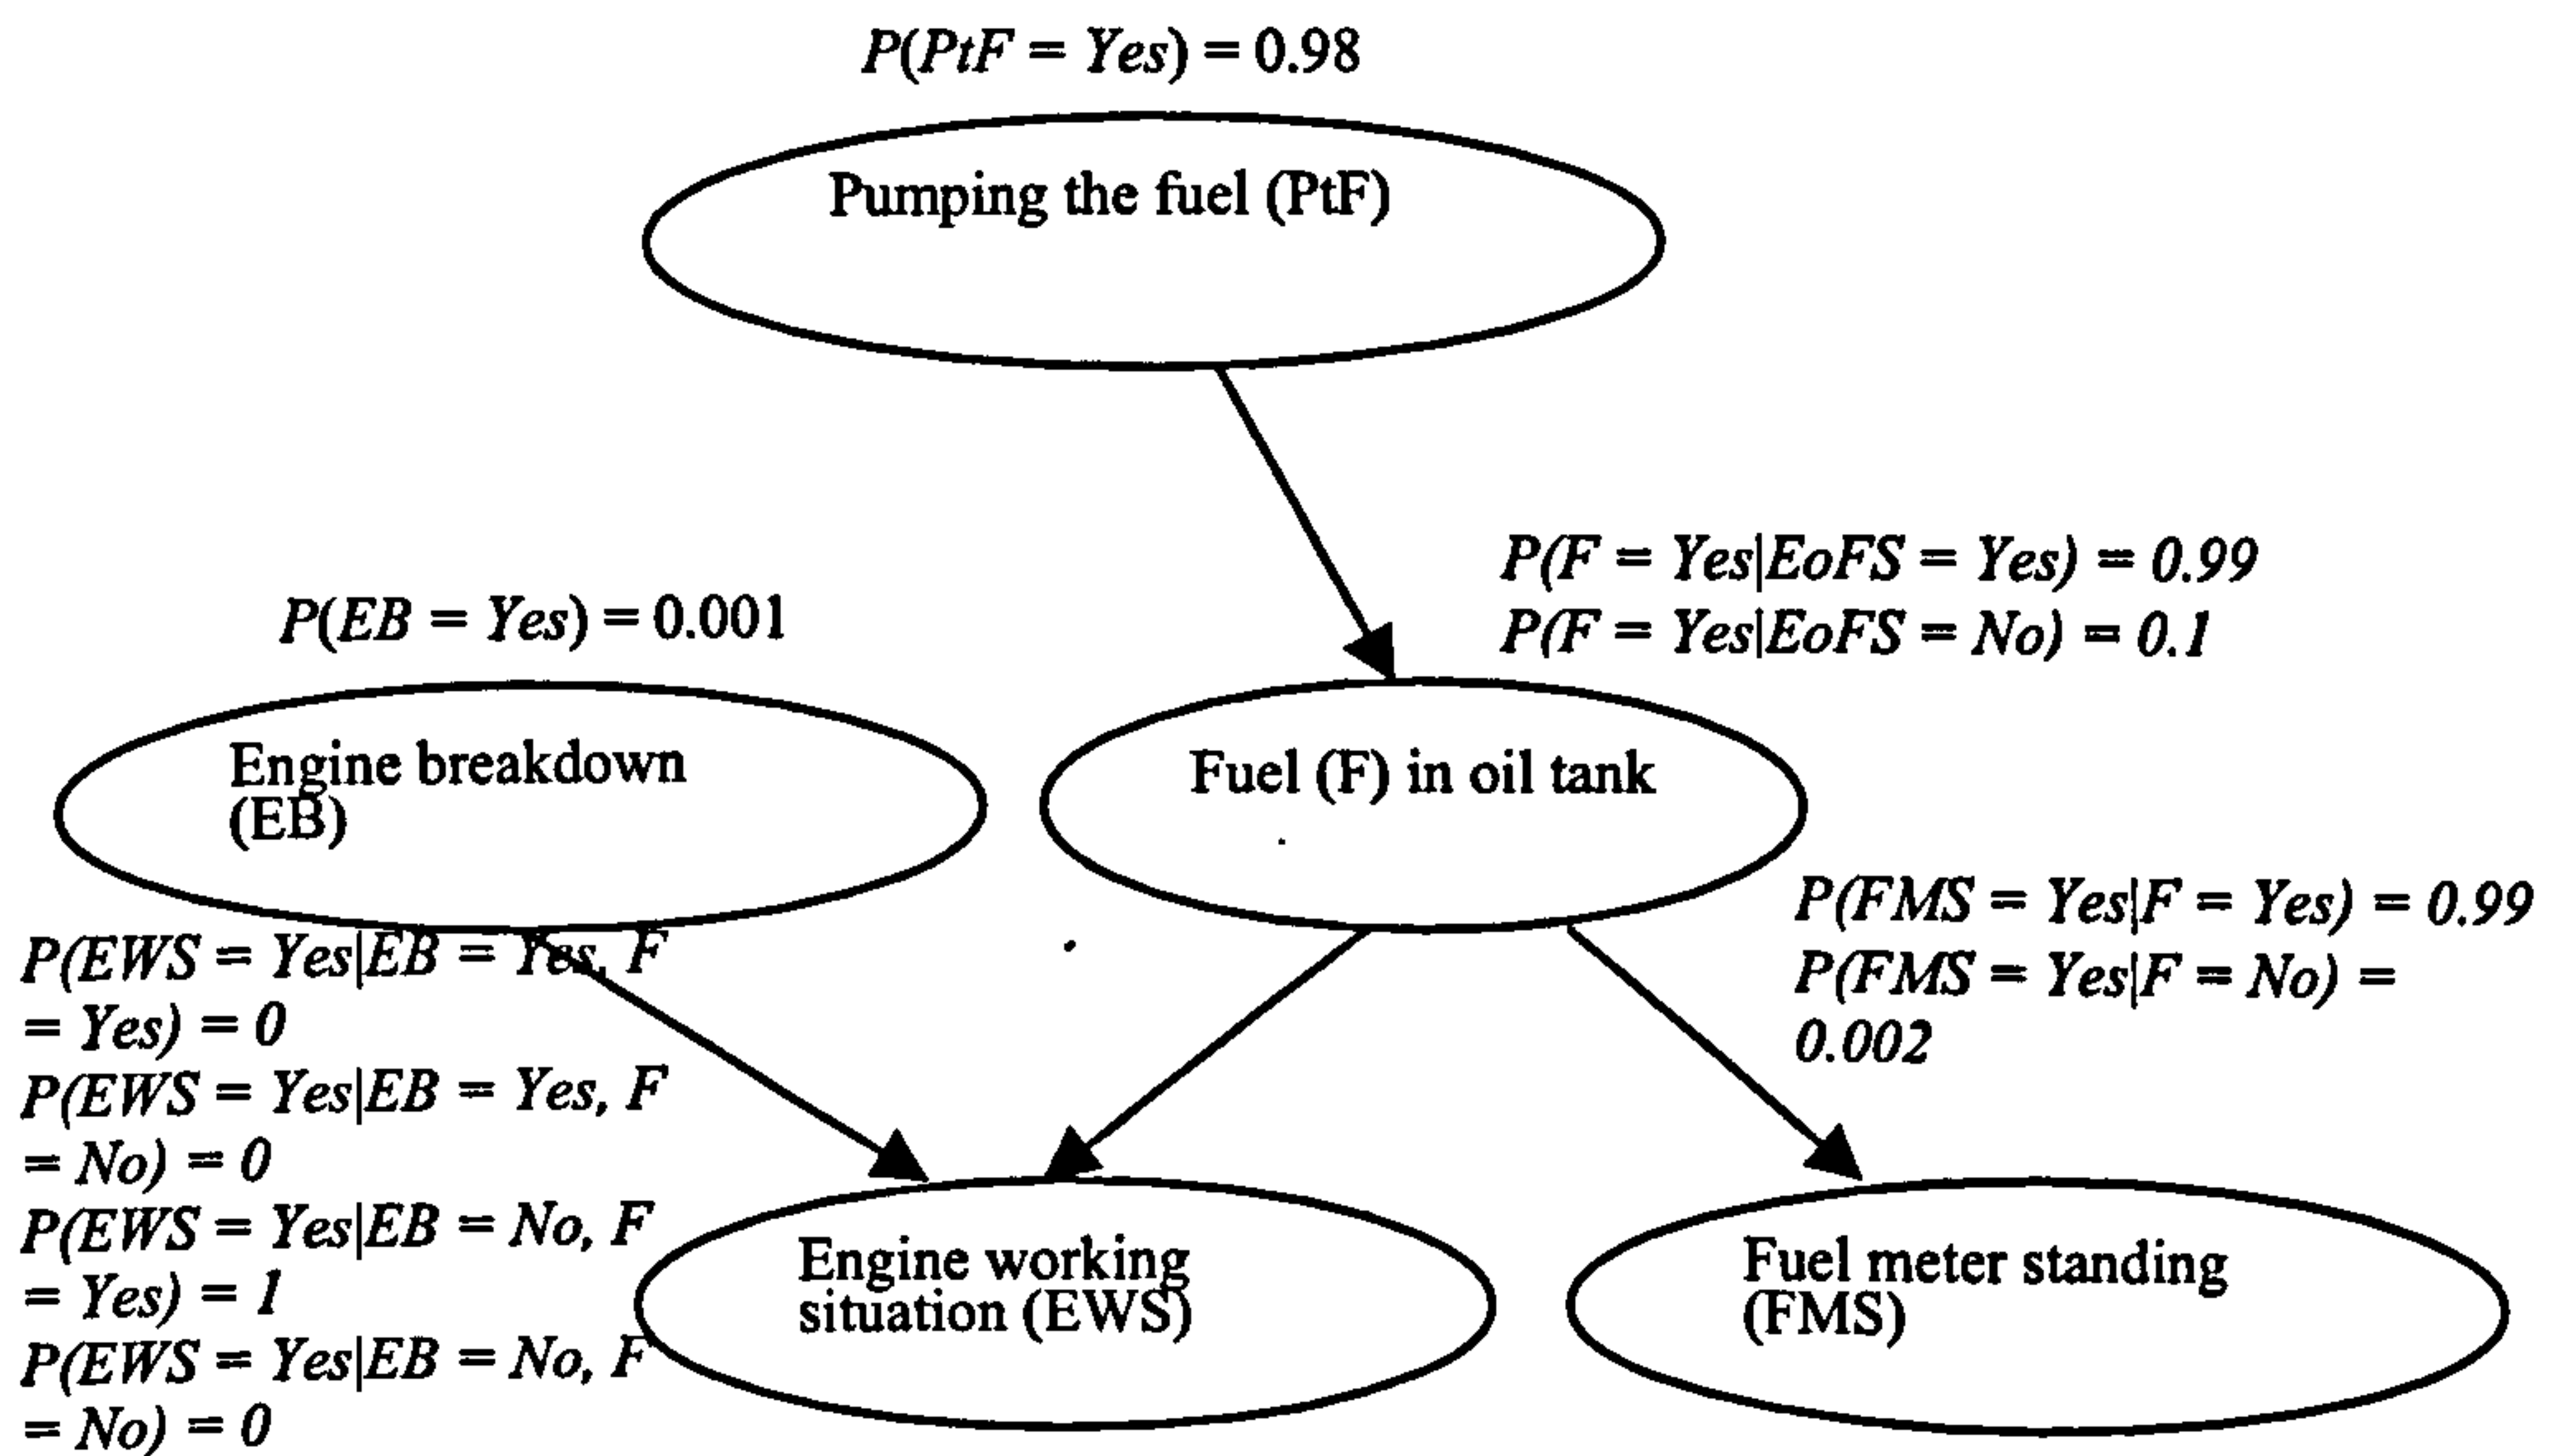 P(PtF = Yes) = 0.98
Pumping the fuel (PtF)
P(F = Yes|EoFS = Yes) = 0.99
P(F = Yes|EoFS = No) = 0.1
P(EB = Yes) = 0.001
Engine breakdown
(EB)
Fuel (F) in oil tank
P(FMS = Yes|F = Yes) = 0.99
P(FMS = Yes|F = No) =
0.002
P(EWS = Yes|EB = Yes, F
= Yes) = 0
P(EWS = Yes|EB = Yes, F
= No) = 0
P(EWS = Yes|EB = No, F
= Yes) = 1
P(EWS = Yes|EB = No, F
= No) = 0
Engine working
situation (EWS)
Fuel meter standing
(FMS)